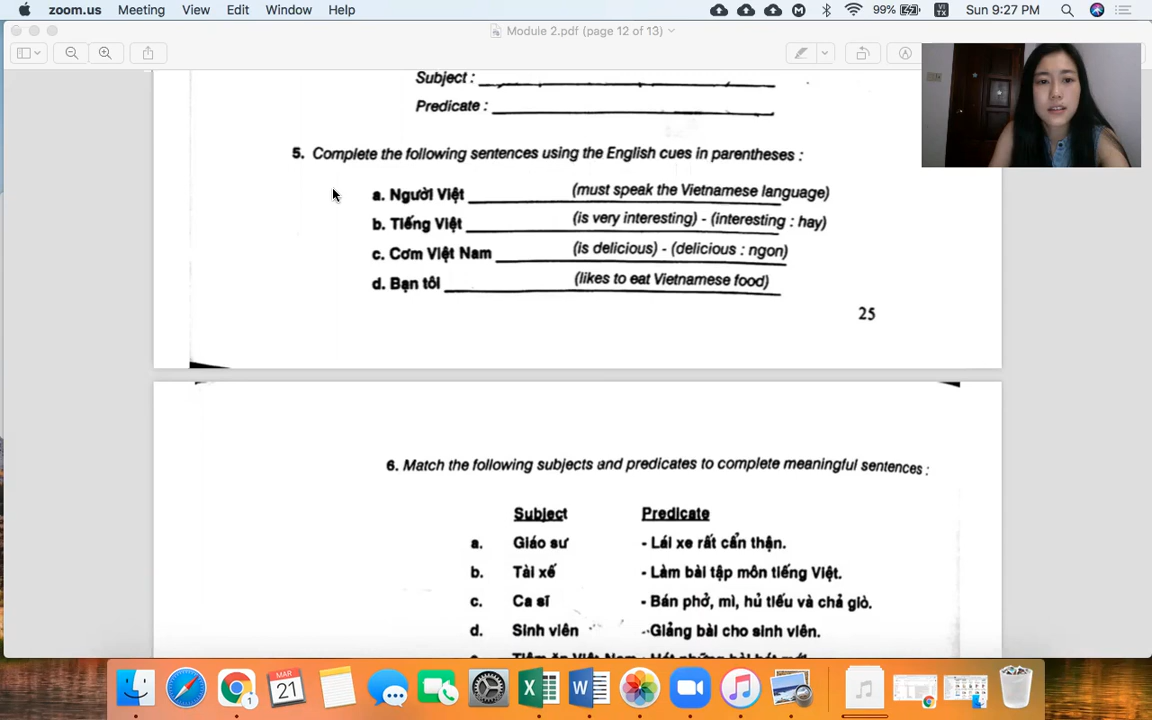 zoom.us Meeting View Edit Window Help 99% VI TX Sun 9:27 PM
Module 2.pdf (page 12 of 13)
Subject :
Predicate :
5. Complete the following sentences using the English cues in parentheses :
a. Người Việt (must speak the Vietnamese language)
b. Tiếng Việt (is very interesting) - (interesting : hay)
c. Cơm Việt Nam (is delicious) - (delicious : ngon)
d. Bạn tôi (likes to eat Vietnamese food)
25
6. Match the following subjects and predicates to complete meaningful sentences :
Subject Predicate
a. Giáo sư - Lái xe rất cẩn thận.
b. Tài xế - Làm bài tập môn tiếng Việt.
c. Ca sĩ - Bán phở, mì, hủ tiếu và chả giò.
d. Sinh viên - Giảng bài cho sinh viên.
MAR
21
1